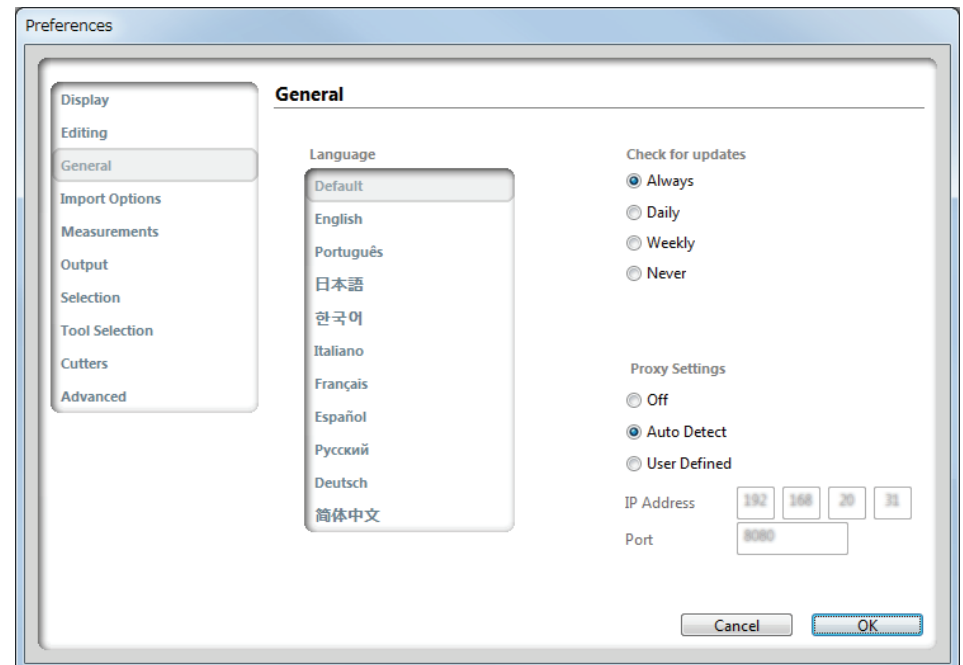 Preferences
Display
Editing
General
Import Options
Measurements
Output
Selection
Tool Selection
Cutters
Advanced
General
Language
Default
English
Português
日本語
한국어
Italiano
Français
Español
Русский
Deutsch
简体中文
Check for updates
Always
Daily
Weekly
Never
Proxy Settings
Off
Auto Detect
User Defined
IP Address 192 168 20 31
Port 8080
Cancel OK